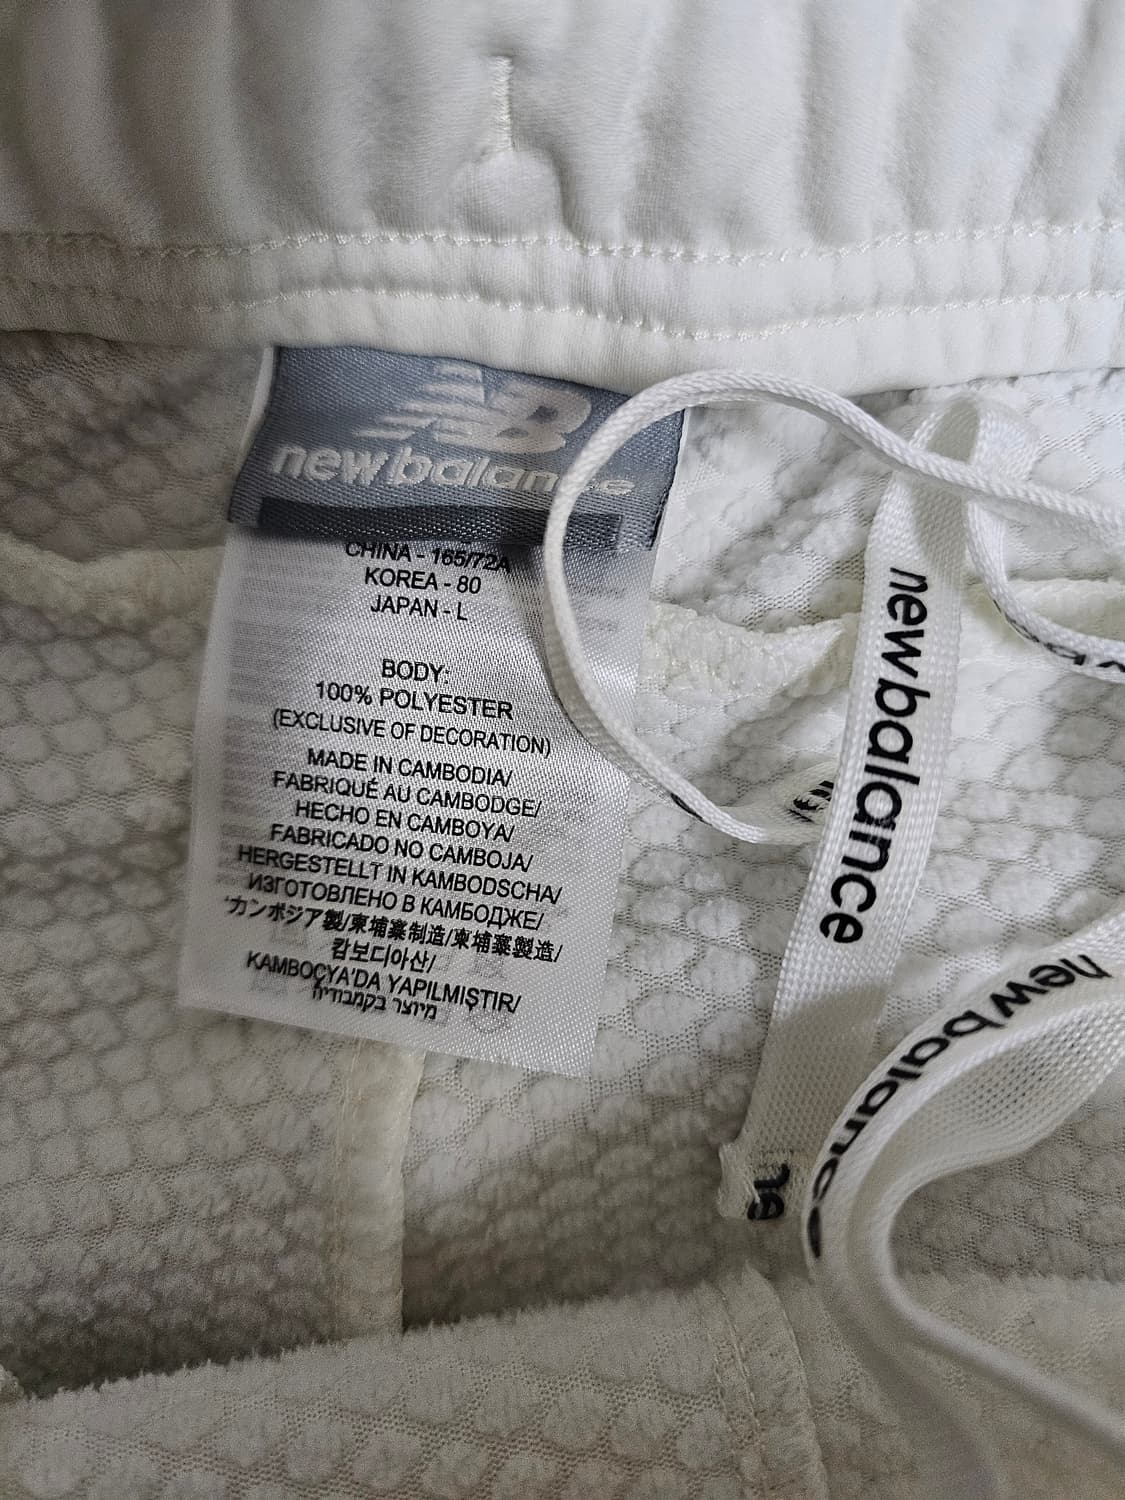 NB
new balance
CHINA - 165/72A
KOREA - 80
JAPAN - L
BODY:
100% POLYESTER
(EXCLUSIVE OF DECORATION)
MADE IN CAMBODIA/
FABRIQUÉ AU CAMBODGE/
HECHO EN CAMBOYA/
FABRICADO NO CAMBOJA/
HERGESTELLT IN KAMBODSCHA/
ИЗГОТОВЛЕНО В КАМБОДЖЕ/
カンボジア製/柬埔寨制造/柬埔寨製造/
캄보디아산/
KAMBOÇYA'DA YAPILMIŞTIR/
מיוצר בקמבודיה
new balance
new balance